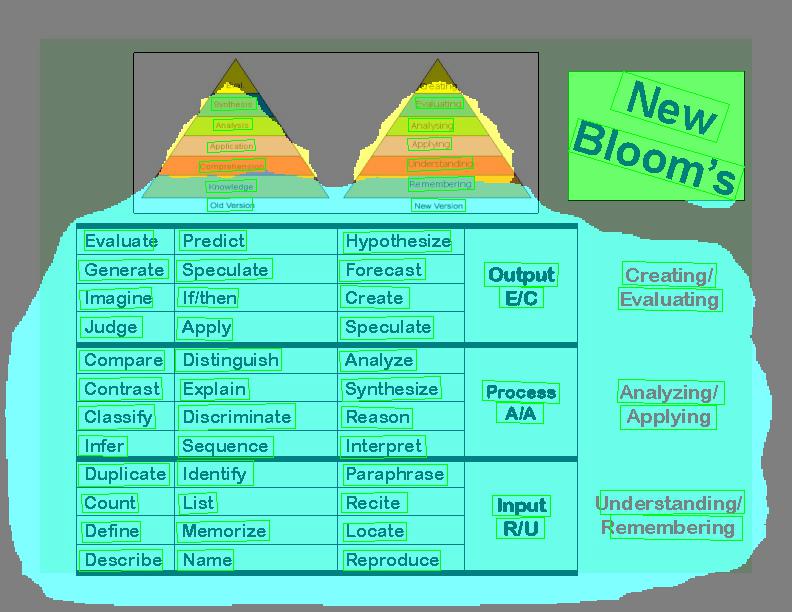 Creating
Synthesis
Evaluating
Analysis
Analysing
Application
Applying
Comprehension
Understanding
Knowledge
Remembering
Old Version
New Version
New
Bloom's
Evaluate Predict Hypothesize
Generate Speculate Forecast
Imagine If/then Create
Judge Apply Speculate
Output
E/C
Creating/
Evaluating
Compare Distinguish Analyze
Contrast Explain Synthesize
Classify Discriminate Reason
Infer Sequence Interpret
Process
A/A
Analyzing/
Applying
Duplicate Identify Paraphrase
Count List Recite
Define Memorize Locate
Describe Name Reproduce
Input
R/U
Understanding/
Remembering